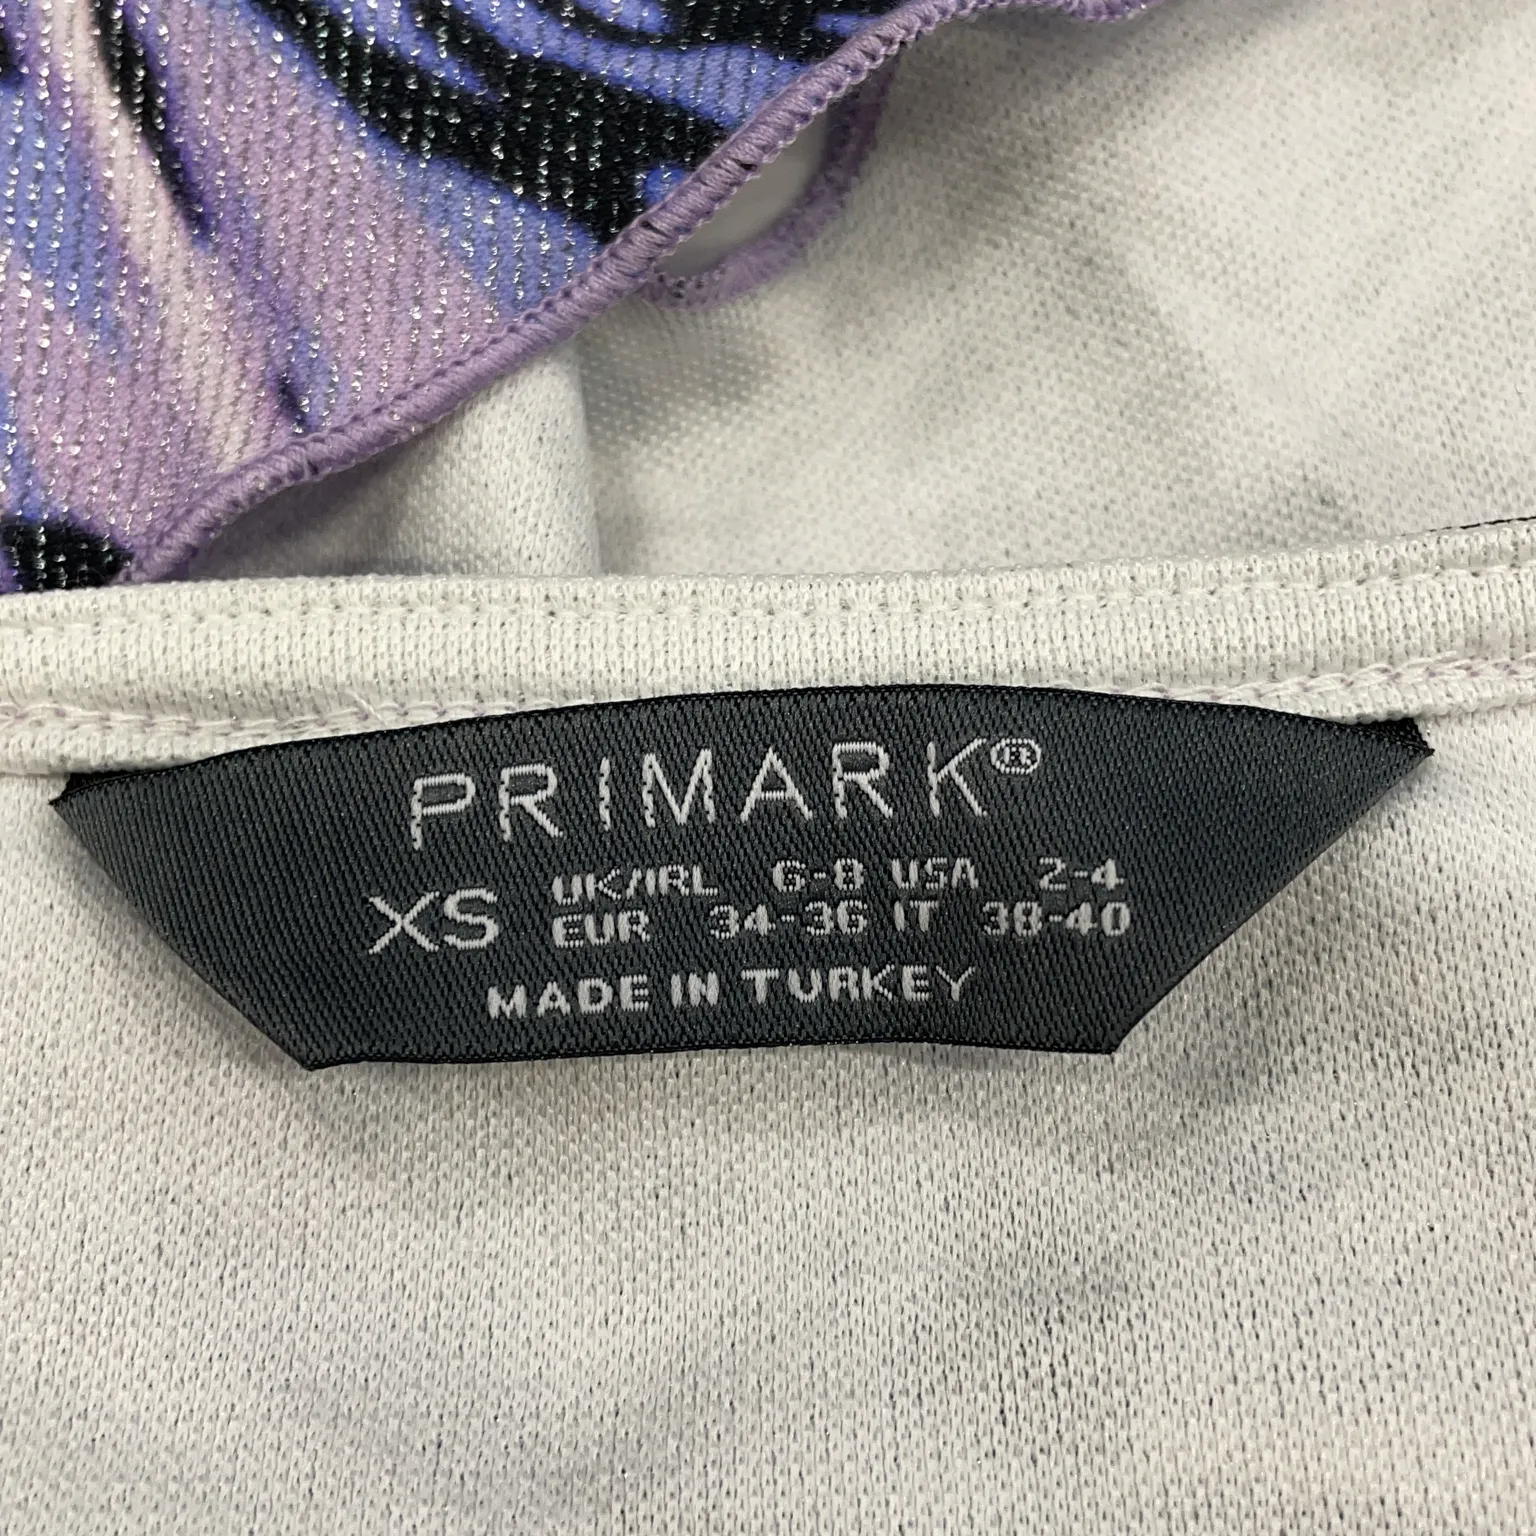 PRIMARK®
XS UK/IRL 6-8 USA 2-4
EUR 34-36 IT 38-40
MADE IN TURKEY